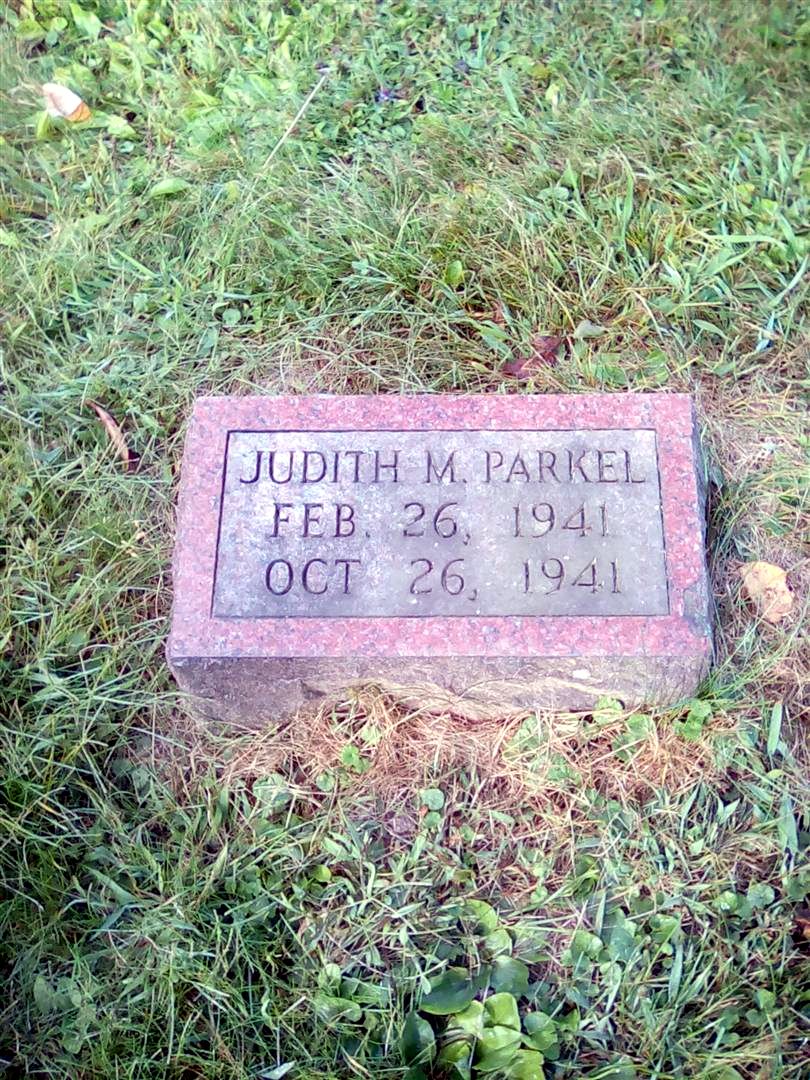 JUDITH M. PARKEL
FEB. 26, 1941
OCT 26, 1941